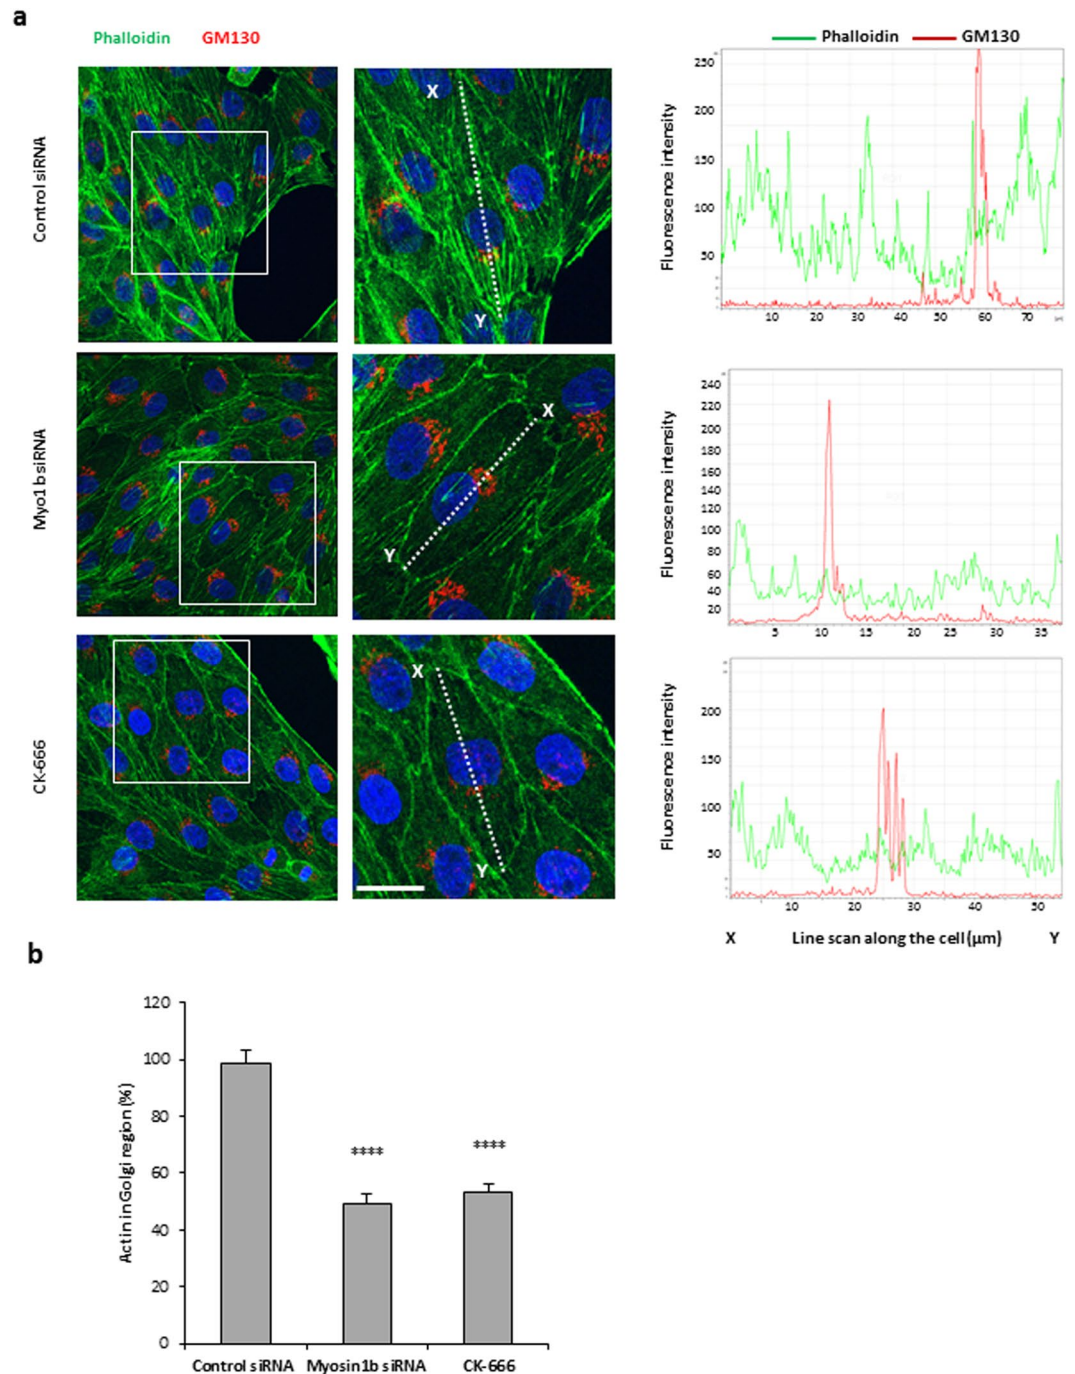 a
Phalloidin GM130
Phalloidin GM130
Control siRNA
X
Y
Fluorescence intensity
250
200
150
100
50
10 20 30 40 50 60 70
Myo1b siRNA
X
Y
Fluorescence intensity
240
220
200
180
160
140
120
100
80
60
40
20
5 10 15 20 25 30 35
CK-666
X
Y
Fluorescence intensity
200
150
100
50
10 20 30 40 50
X Line scan along the cell (µm) Y
b
Actin in Golgi region (%)
120
100
80
60
40
20
0
****
****
Control siRNA Myosin1b siRNA CK-666